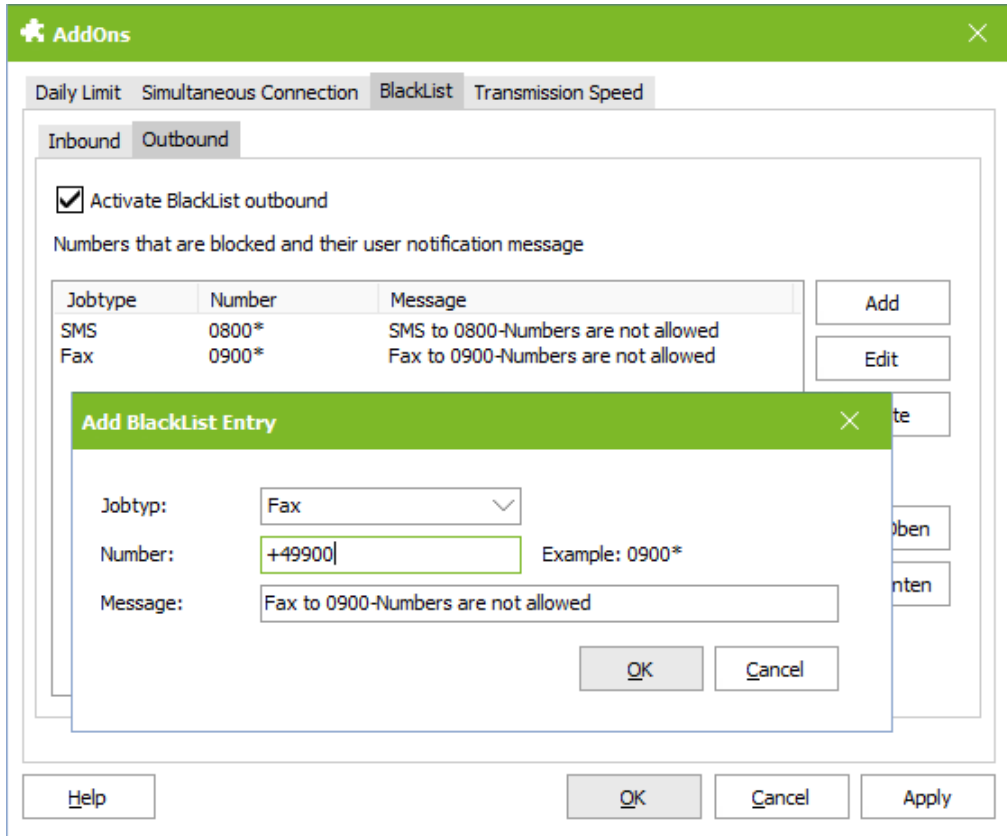 AddOns
Daily Limit Simultaneous Connection BlackList Transmission Speed
Inbound Outbound
Activate BlackList outbound
Numbers that are blocked and their user notification message
Jobtype Number Message
SMS 0800* SMS to 0800-Numbers are not allowed
Fax 0900* Fax to 0900-Numbers are not allowed
Add
Edit
te
Add BlackList Entry
Jobtyp: Fax
Number: +49900 Example: 0900*
Message: Fax to 0900-Numbers are not allowed
Oben
nten
OK Cancel
Help OK Cancel Apply